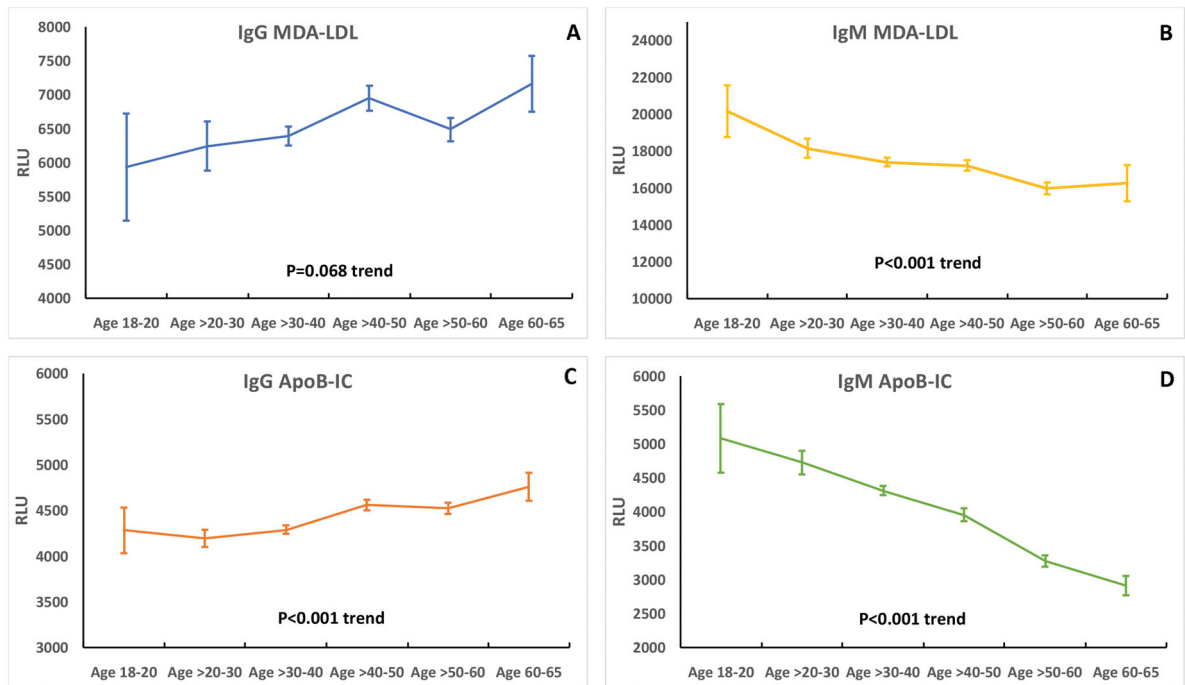 IgG MDA-LDL
A
8000
7500
7000
6500
6000
5500
5000
4500
4000
RLU
P=0.068 trend
Age 18-20 Age >20-30 Age >30-40 Age >40-50 Age >50-60 Age 60-65
IgM MDA-LDL
B
24000
22000
20000
18000
16000
14000
12000
10000
RLU
P<0.001 trend
Age 18-20 Age >20-30 Age >30-40 Age >40-50 Age >50-60 Age 60-65
IgG ApoB-IC
C
6000
5500
5000
4500
4000
3500
3000
RLU
P<0.001 trend
Age 18-20 Age >20-30 Age >30-40 Age >40-50 Age >50-60 Age 60-65
IgM ApoB-IC
D
6000
5500
5000
4500
4000
3500
3000
2500
2000
RLU
P<0.001 trend
Age 18-20 Age >20-30 Age >30-40 Age >40-50 Age >50-60 Age 60-65